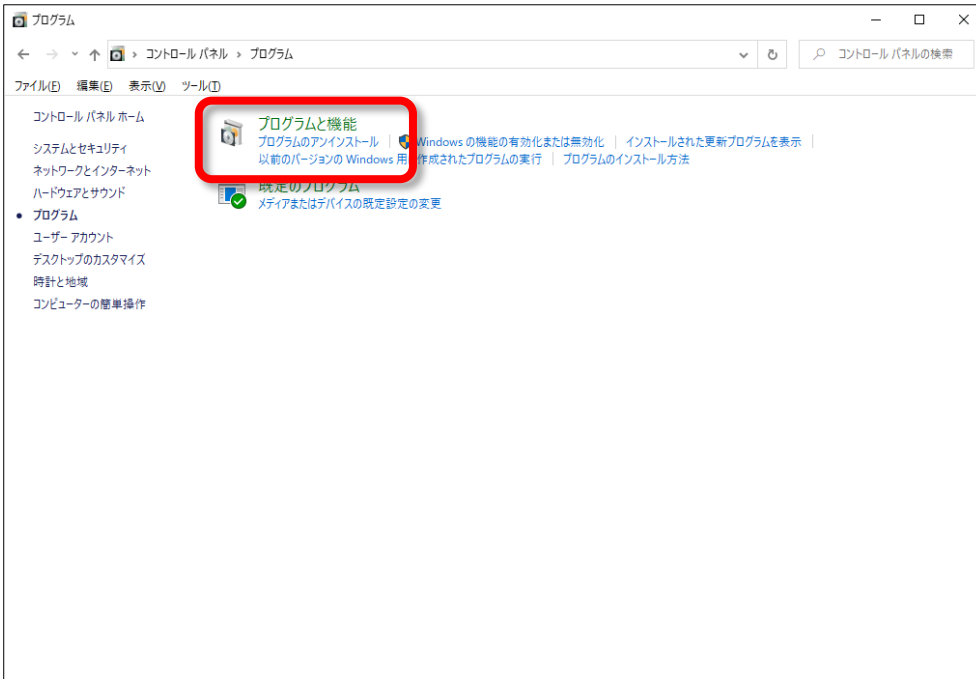 プログラム
コントロール パネル › プログラム
コントロール パネルの検索
ファイル(F) 編集(E) 表示(V) ツール(T)
コントロール パネル ホーム
システムとセキュリティ
ネットワークとインターネット
ハードウェアとサウンド
プログラム
ユーザー アカウント
デスクトップのカスタマイズ
時計と地域
コンピューターの簡単操作
プログラムと機能
プログラムのアンインストール Windows の機能の有効化または無効化 インストールされた更新プログラムを表示
以前のバージョンの Windows 用に作成されたプログラムの実行 プログラムのインストール方法
既定のプログラム
メディアまたはデバイスの既定設定の変更